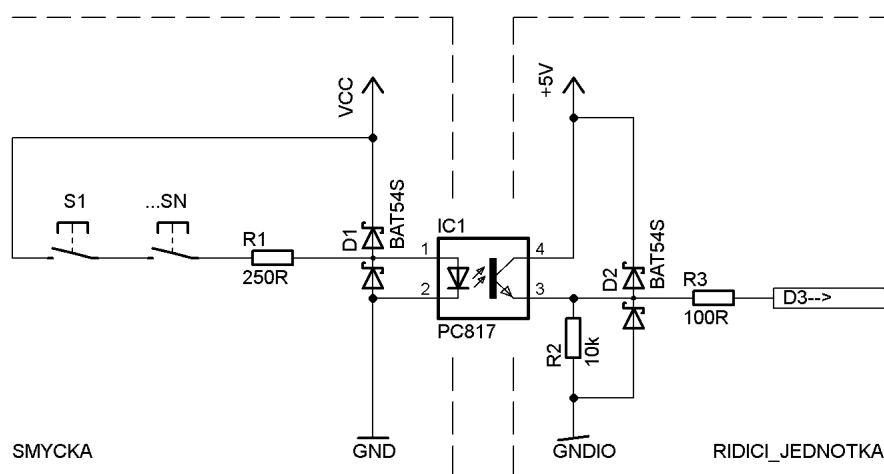 VCC
+5V
S1
...SN
R1
250R
D1
BAT54S
IC1
1
2
4
3
PC817
D2
BAT54S
R3
100R
D3-->
R2
10k
SMYCKA
GND
GNDIO
RIDICI_JEDNOTKA